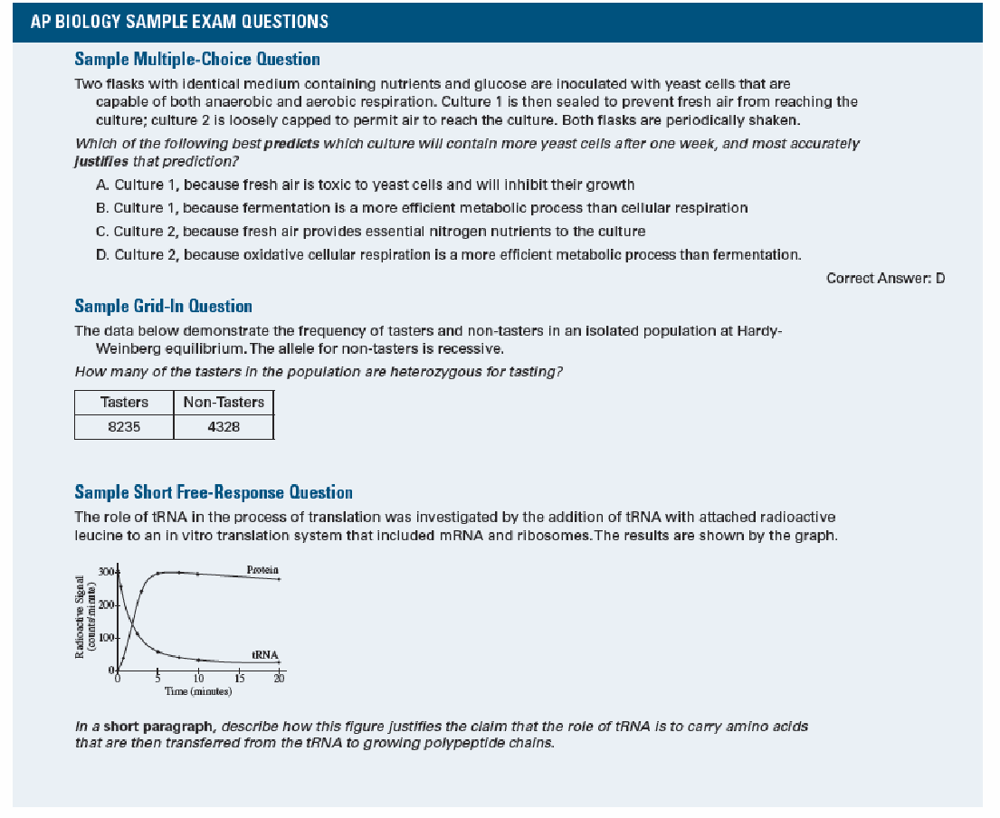 AP BIOLOGY SAMPLE EXAM QUESTIONS
Sample Multiple-Choice Question
Two flasks with identical medium containing nutrients and glucose are inoculated with yeast cells that are
capable of both anaerobic and aerobic respiration. Culture 1 is then sealed to prevent fresh air from reaching the
culture; culture 2 is loosely capped to permit air to reach the culture. Both flasks are periodically shaken.
Which of the following best predicts which culture will contain more yeast cells after one week, and most accurately
justifies that prediction?
A. Culture 1, because fresh air is toxic to yeast cells and will inhibit their growth
B. Culture 1, because fermentation is a more efficient metabolic process than cellular respiration
C. Culture 2, because fresh air provides essential nitrogen nutrients to the culture
D. Culture 2, because oxidative cellular respiration is a more efficient metabolic process than fermentation.
Correct Answer: D
Sample Grid-In Question
The data below demonstrate the frequency of tasters and non-tasters in an isolated population at Hardy-
Weinberg equilibrium. The allele for non-tasters is recessive.
How many of the tasters in the population are heterozygous for tasting?
Tasters Non-Tasters
8235 4328
Sample Short Free-Response Question
The role of tRNA in the process of translation was investigated by the addition of tRNA with attached radioactive
leucine to an in vitro translation system that included mRNA and ribosomes. The results are shown by the graph.
Radioactive Signal
(counts/minute)
300
200
100
0
Protein
tRNA
0 5 10 15 20
Time (minutes)
In a short paragraph, describe how this figure justifies the claim that the role of tRNA is to carry amino acids
that are then transferred from the tRNA to growing polypeptide chains.